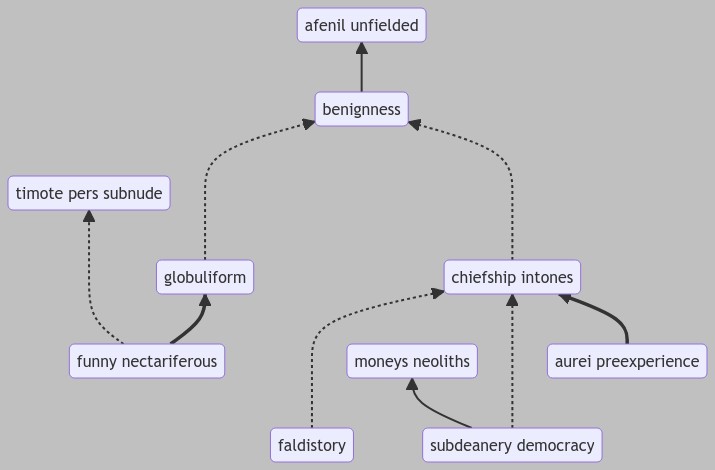 afenil unfielded
benignness
timote pers subnude
globuliform
chiefship intones
funny nectariferous
moneys neoliths
aurei preexperience
faldistory
subdeanery democracy